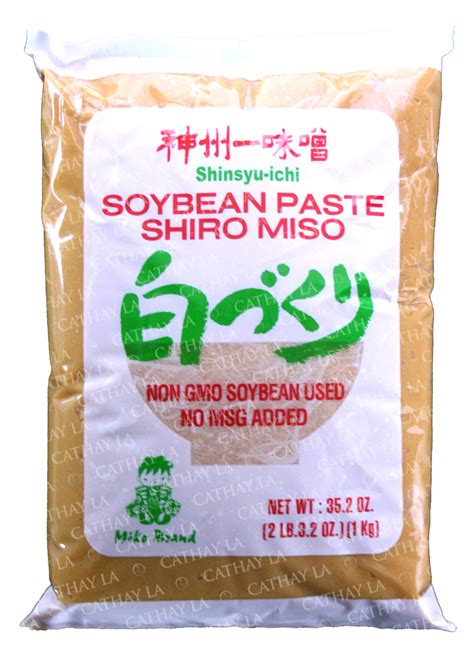 神州一味噌
Shinsyu-ichi
SOYBEAN PASTE
SHIRO MISO
白づくり
NON GMO SOYBEAN USED
NO MSG ADDED
Miko Brand
NET WT : 35.2 OZ.
(2 LB.3.2 OZ.) (1 Kg)
CATHAY LA